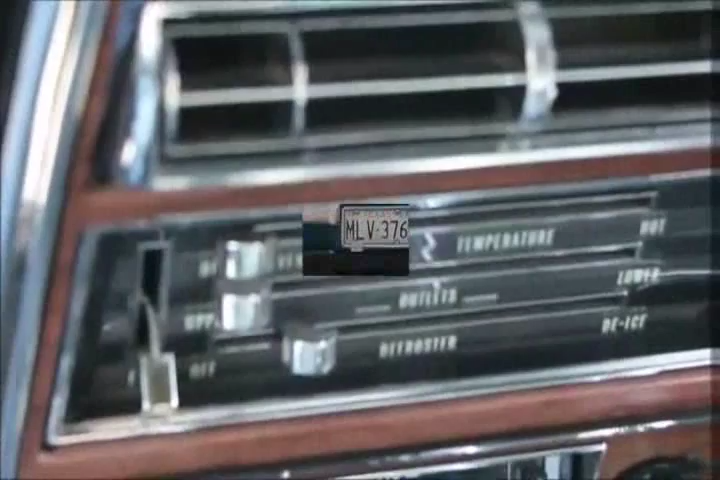 MLV-376
TEMPERATURE
HOT
OUTLETS
LOWER
DEFROSTER
DE-ICE
OFF